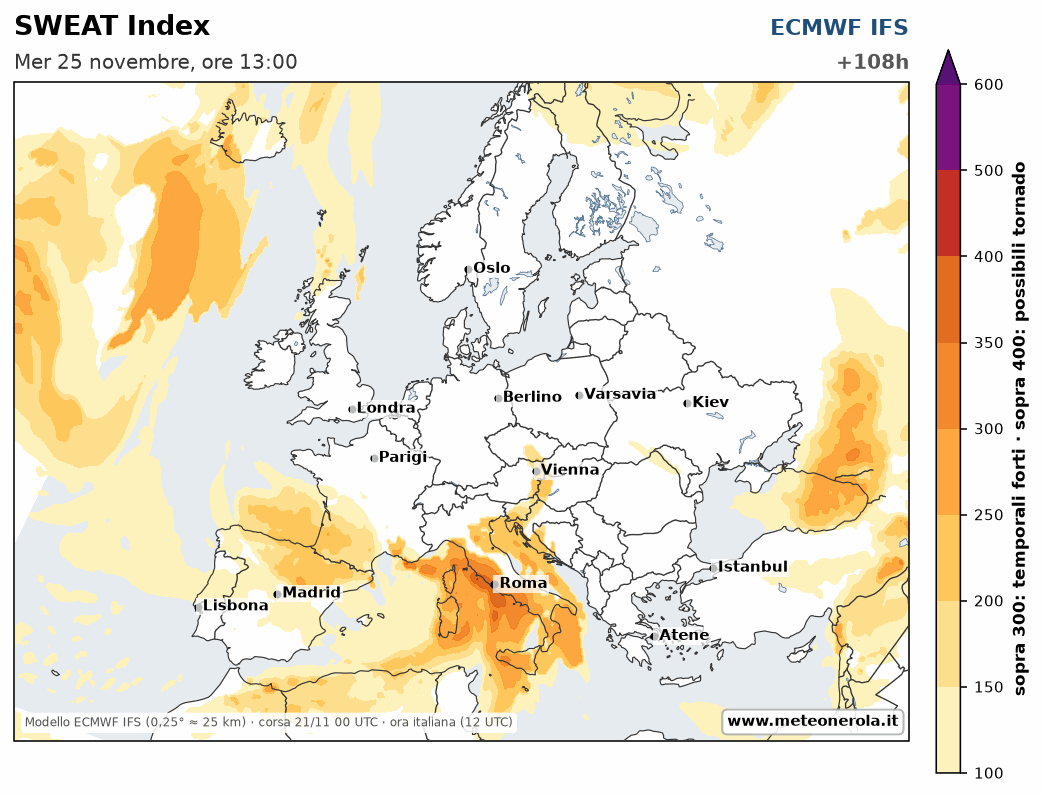 SWEAT Index
ECMWF IFS
Mer 25 novembre, ore 13:00
+108h
Oslo
Londra
Berlino
Varsavia
Kiev
Parigi
Vienna
Istanbul
Roma
Madrid
Lisbona
Atene
Modello ECMWF IFS (0,25° ≈ 25 km) · corsa 21/11 00 UTC · ora italiana (12 UTC)
www.meteonerola.it
600
500
400
350
300
250
200
150
100
sopra 300: temporali forti · sopra 400: possibili tornado